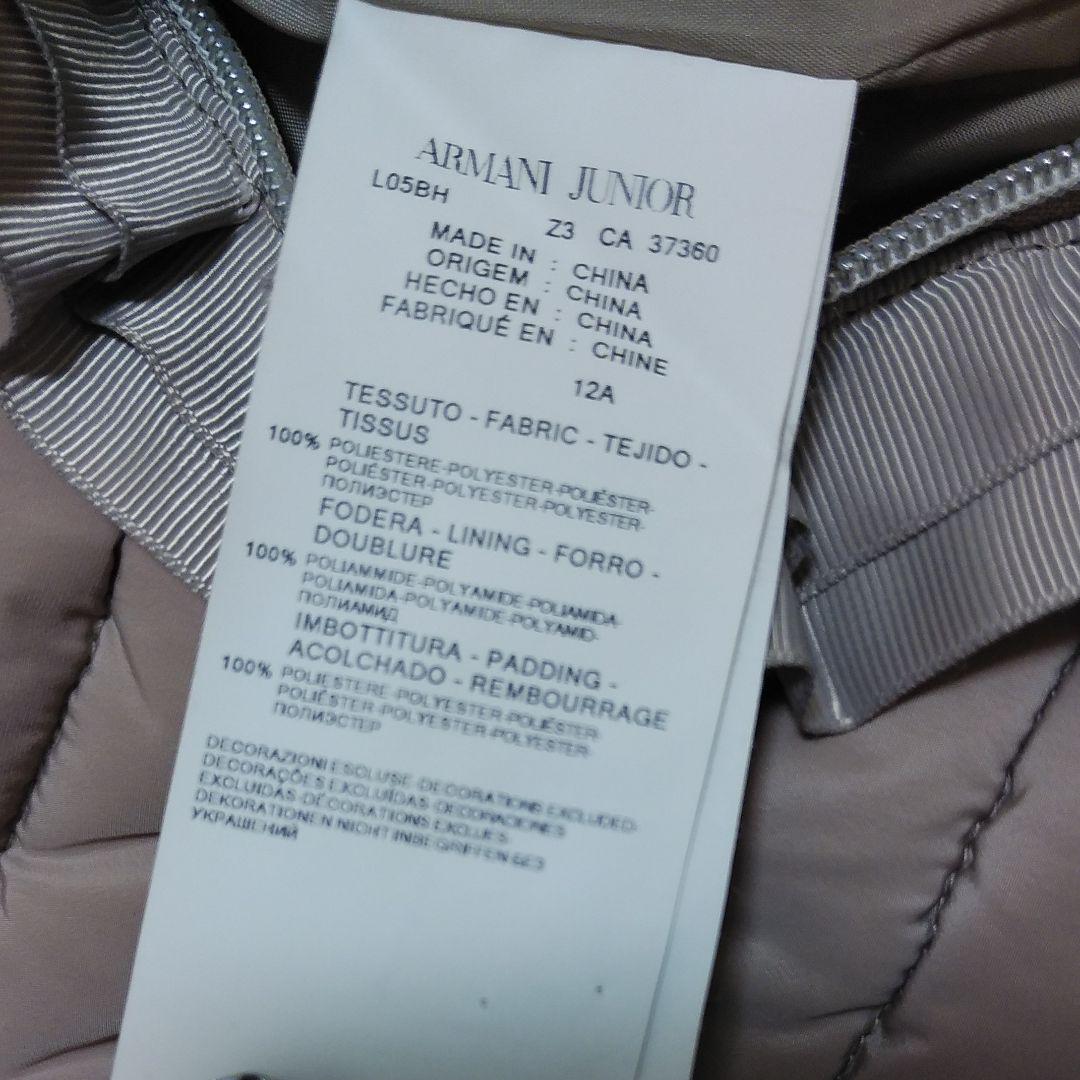 ARMANI JUNIOR
L05BH Z3 CA 37360
MADE IN : CHINA
ORIGEM : CHINA
HECHO EN : CHINA
FABRIQUÉ EN : CHINE
12A
TESSUTO - FABRIC - TEJIDO -
TISSUS
100% POLIESTERE-POLYESTER-POLIÉSTER-
POLIÉSTER-POLYESTER-POLYESTER-
ПОЛИЭСТЕР
FODERA - LINING - FORRO -
DOUBLURE
100% POLIAMMIDE-POLYAMIDE-POLIAMIDA-
POLIAMIDA-POLYAMIDE-POLYAMID-
ПОЛИАМИД
IMBOTTITURA - PADDING -
ACOLCHADO - REMBOURRAGE
100% POLIESTERE-POLYESTER-POLIÉSTER-
POLIÉSTER-POLYESTER-POLYESTER-
ПОЛИЭСТЕР
DECORAZIONI ESCLUSE-DECORATIONS EXCLUDED-
DECORAÇÕES EXCLUÍDAS-DECORACIONES
EXCLUIDAS-DÉCORATIONS EXCLUES-
DEKORATIONEN NICHT INBEGRIFFEN-БЕЗ
УКРАШЕНИЙ